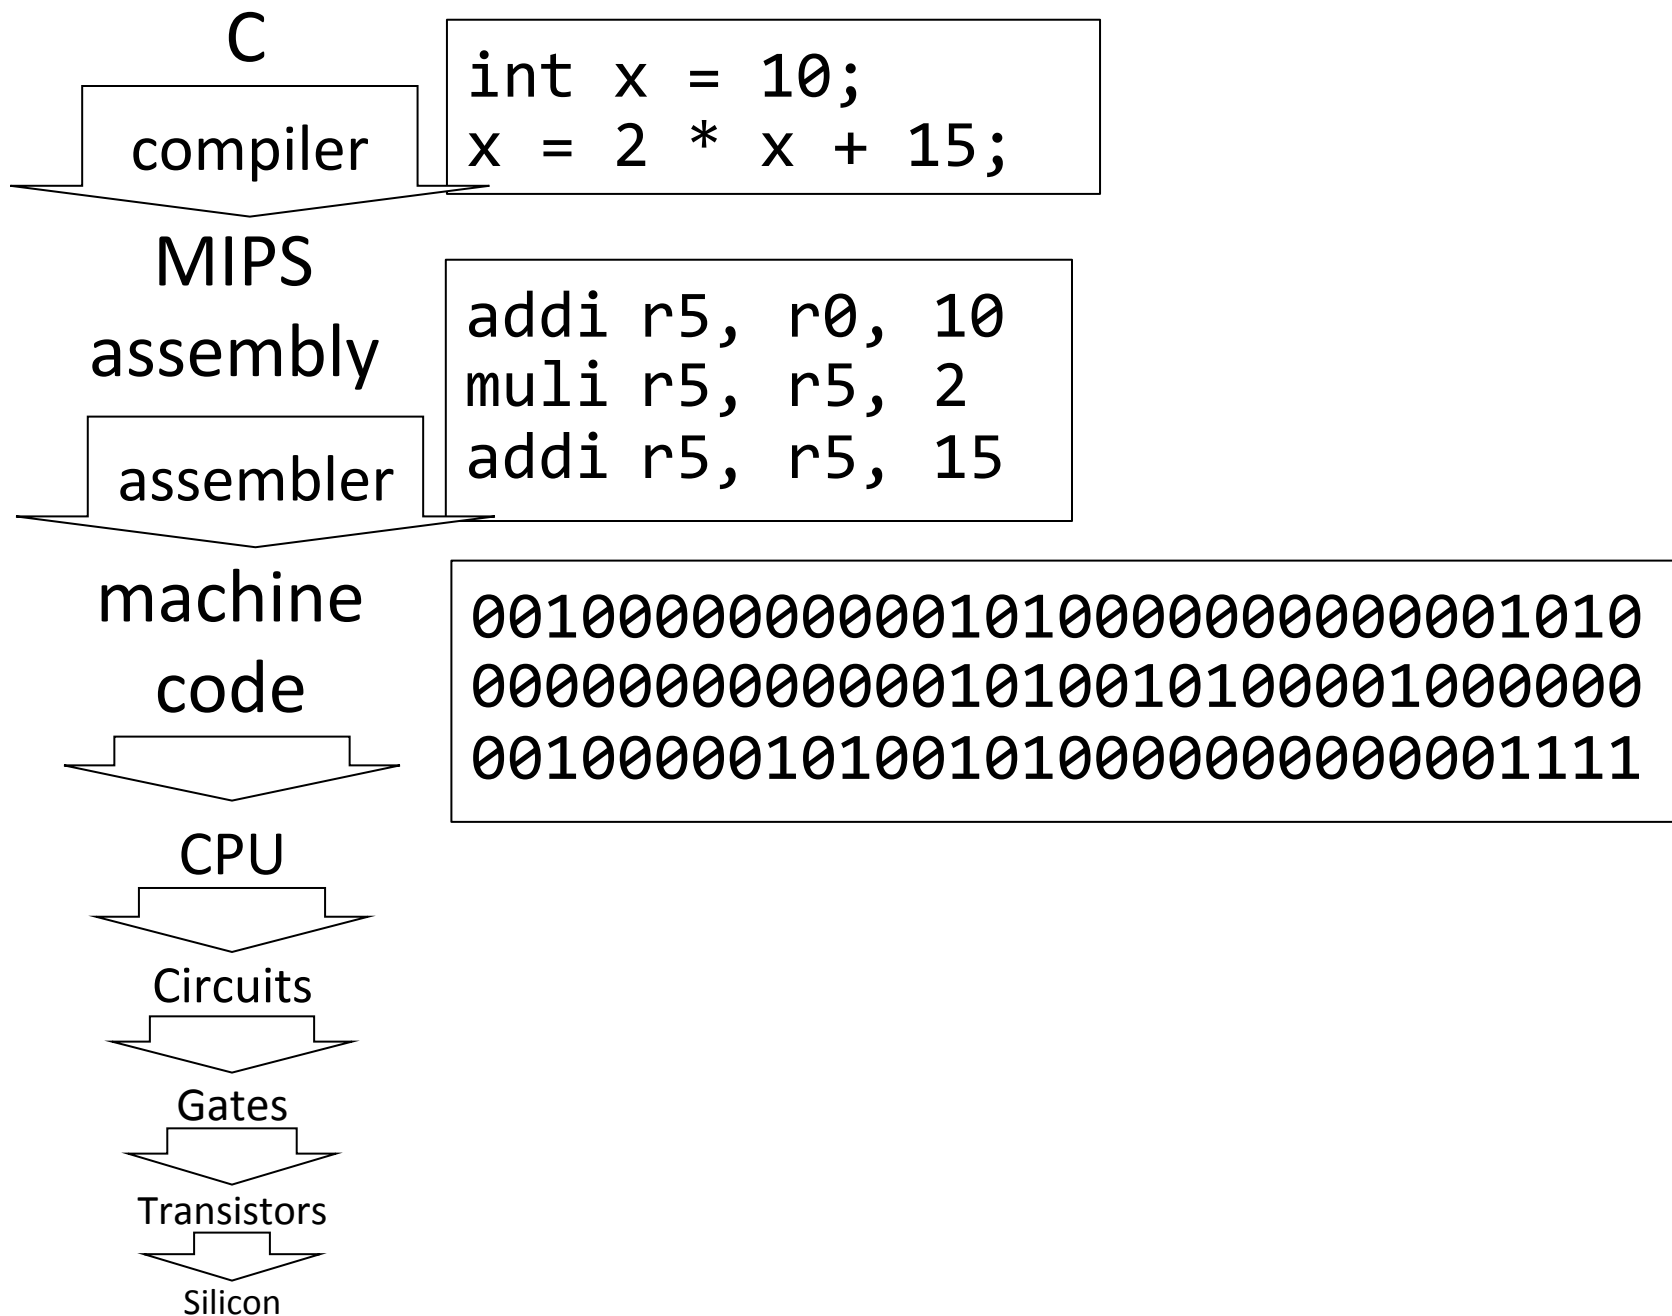 C
int x = 10;
x = 2 * x + 15;
compiler
MIPS
assembly
addi r5, r0, 10
muli r5, r5, 2
addi r5, r5, 15
assembler
machine
code
00100000000001010000000000001010
00000000000001010010100001000000
00100000101001010000000000001111
CPU
Circuits
Gates
Transistors
Silicon